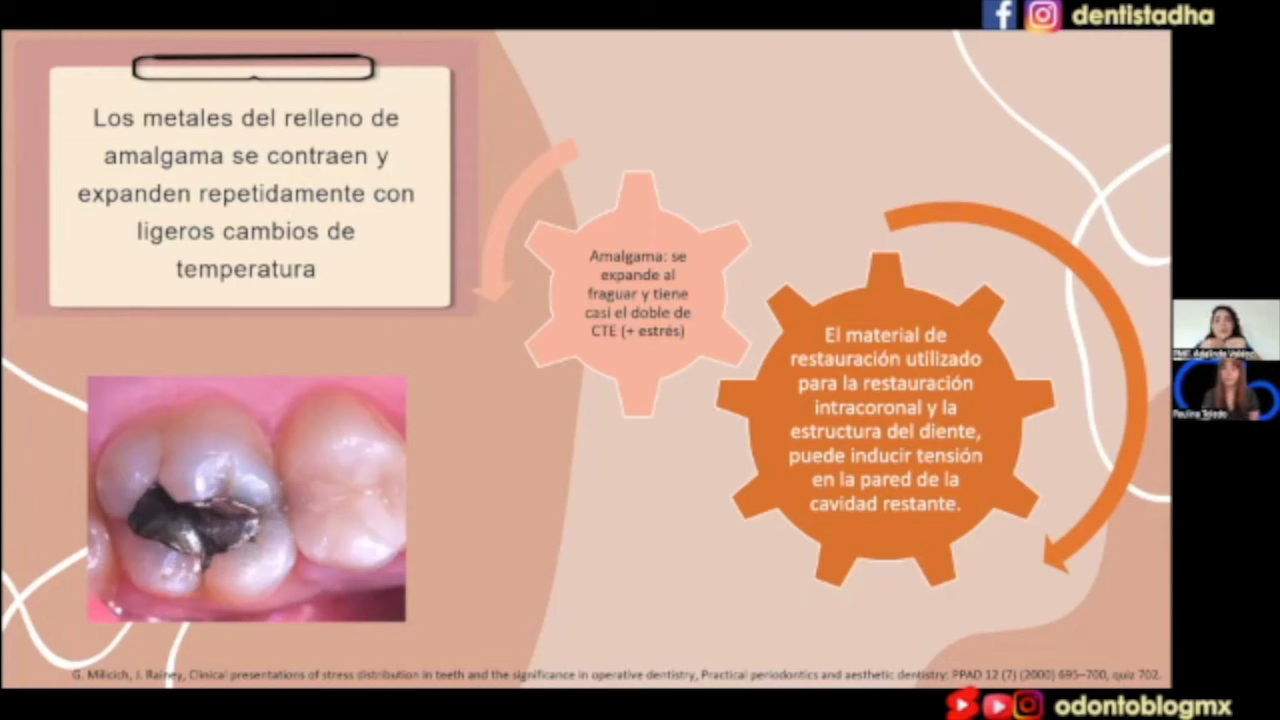 dentistadha
Los metales del relleno de
amalgama se contraen y
expanden repetidamente con
ligeros cambios de
temperatura
Amalgama: se
expande al
fraguar y tiene
casi el doble de
CTE (+ estrés)
El material de
restauración utilizado
para la restauración
intracoronal y la
estructura del diente,
puede inducir tensión
en la pared de la
cavidad restante.
Paulina Toledo
G. Milicich, J. Rainey, Clinical presentations of stress distribution in teeth and the significance in operative dentistry, Practical periodontics and aesthetic dentistry: PPAD 12 (7) (2000) 695–700, quiz 702.
odontoblogmx